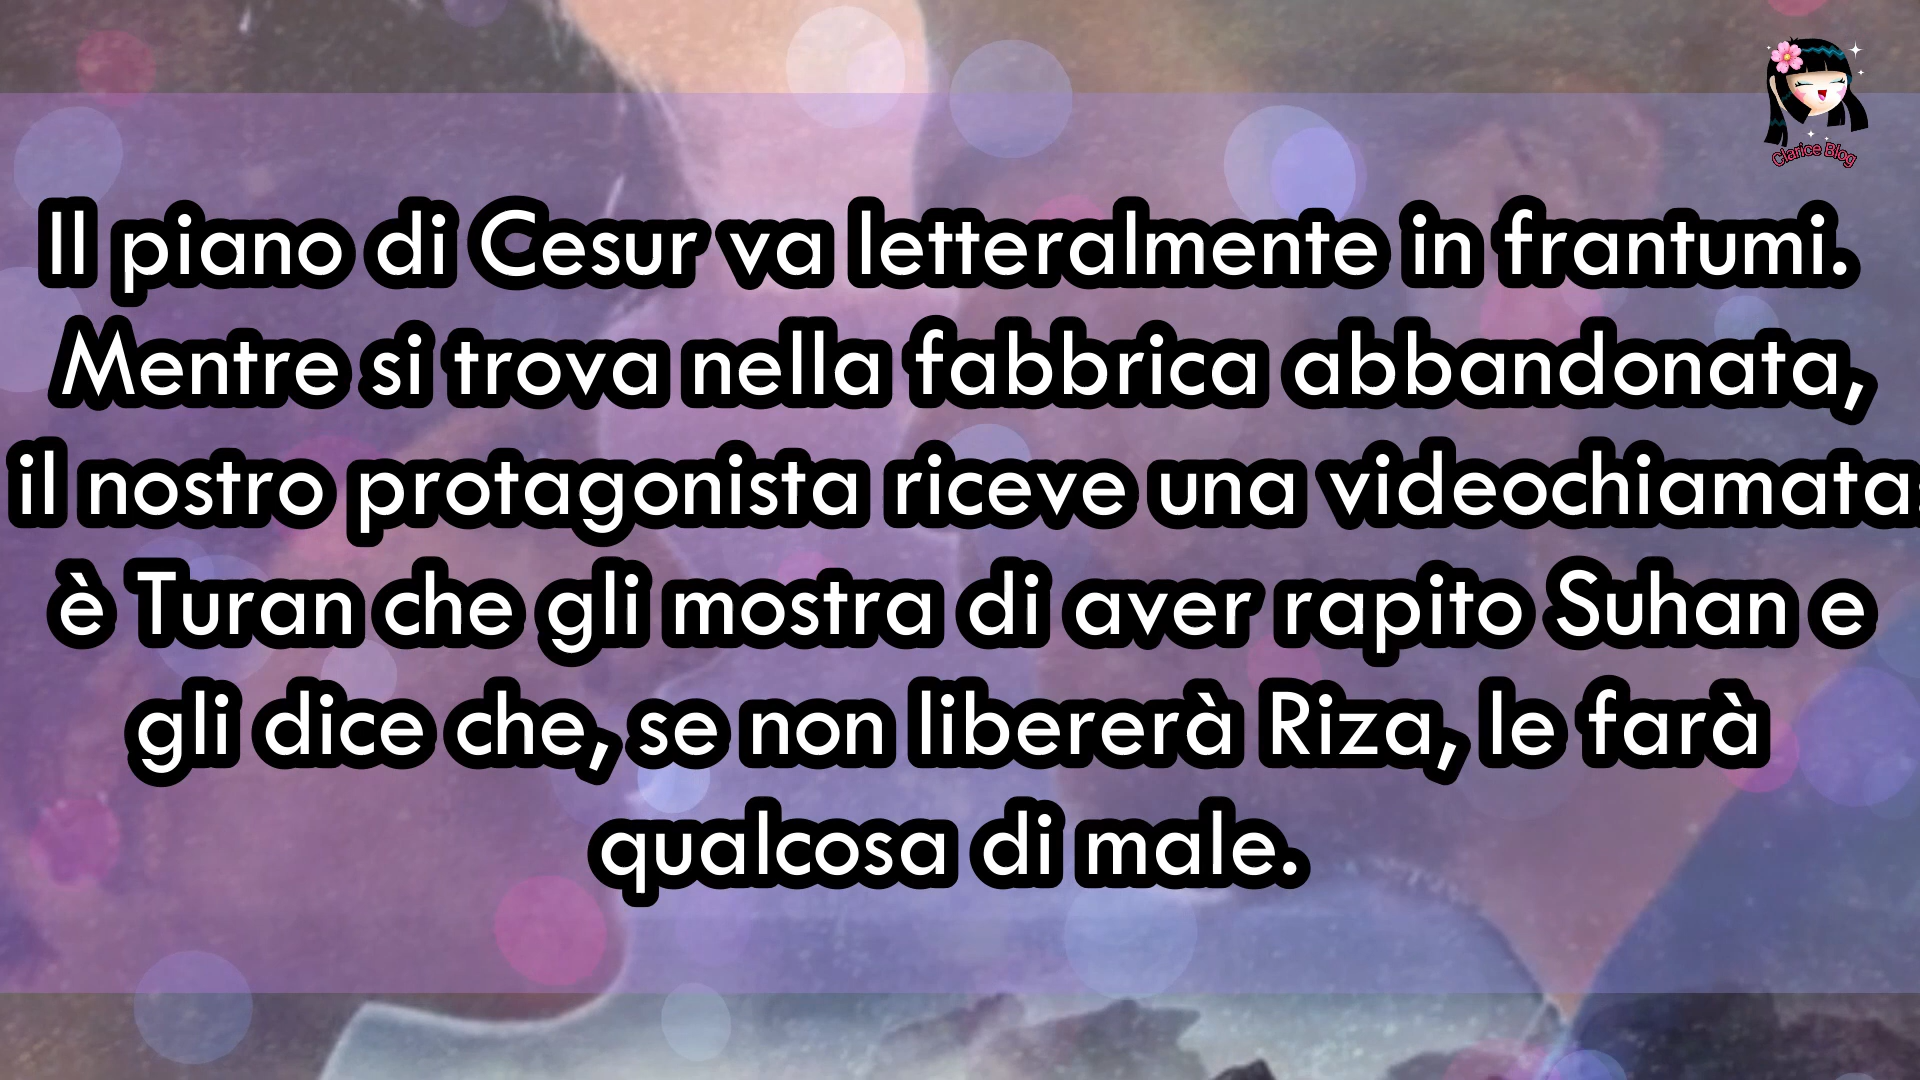 Clarice Blog
Il piano di Cesur va letteralmente in frantumi.
Mentre si trova nella fabbrica abbandonata,
il nostro protagonista riceve una videochiamata:
è Turan che gli mostra di aver rapito Suhan e
gli dice che, se non libererà Riza, le farà
qualcosa di male.